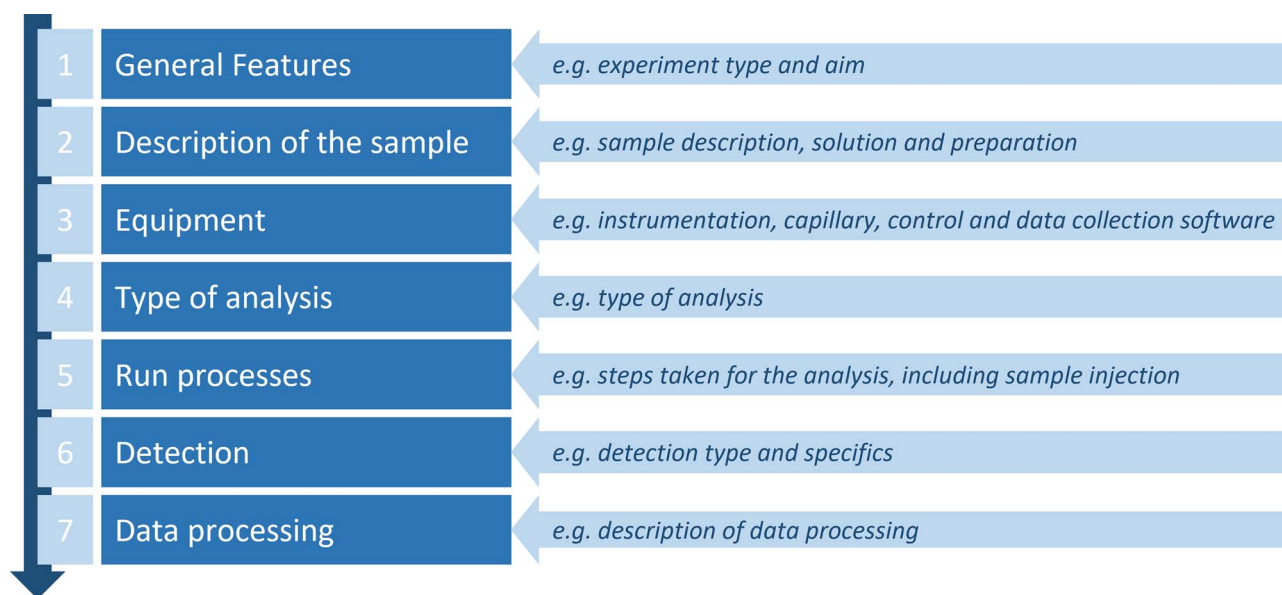 1 General Features e.g. experiment type and aim
2 Description of the sample e.g. sample description, solution and preparation
3 Equipment e.g. instrumentation, capillary, control and data collection software
4 Type of analysis e.g. type of analysis
5 Run processes e.g. steps taken for the analysis, including sample injection
6 Detection e.g. detection type and specifics
7 Data processing e.g. description of data processing